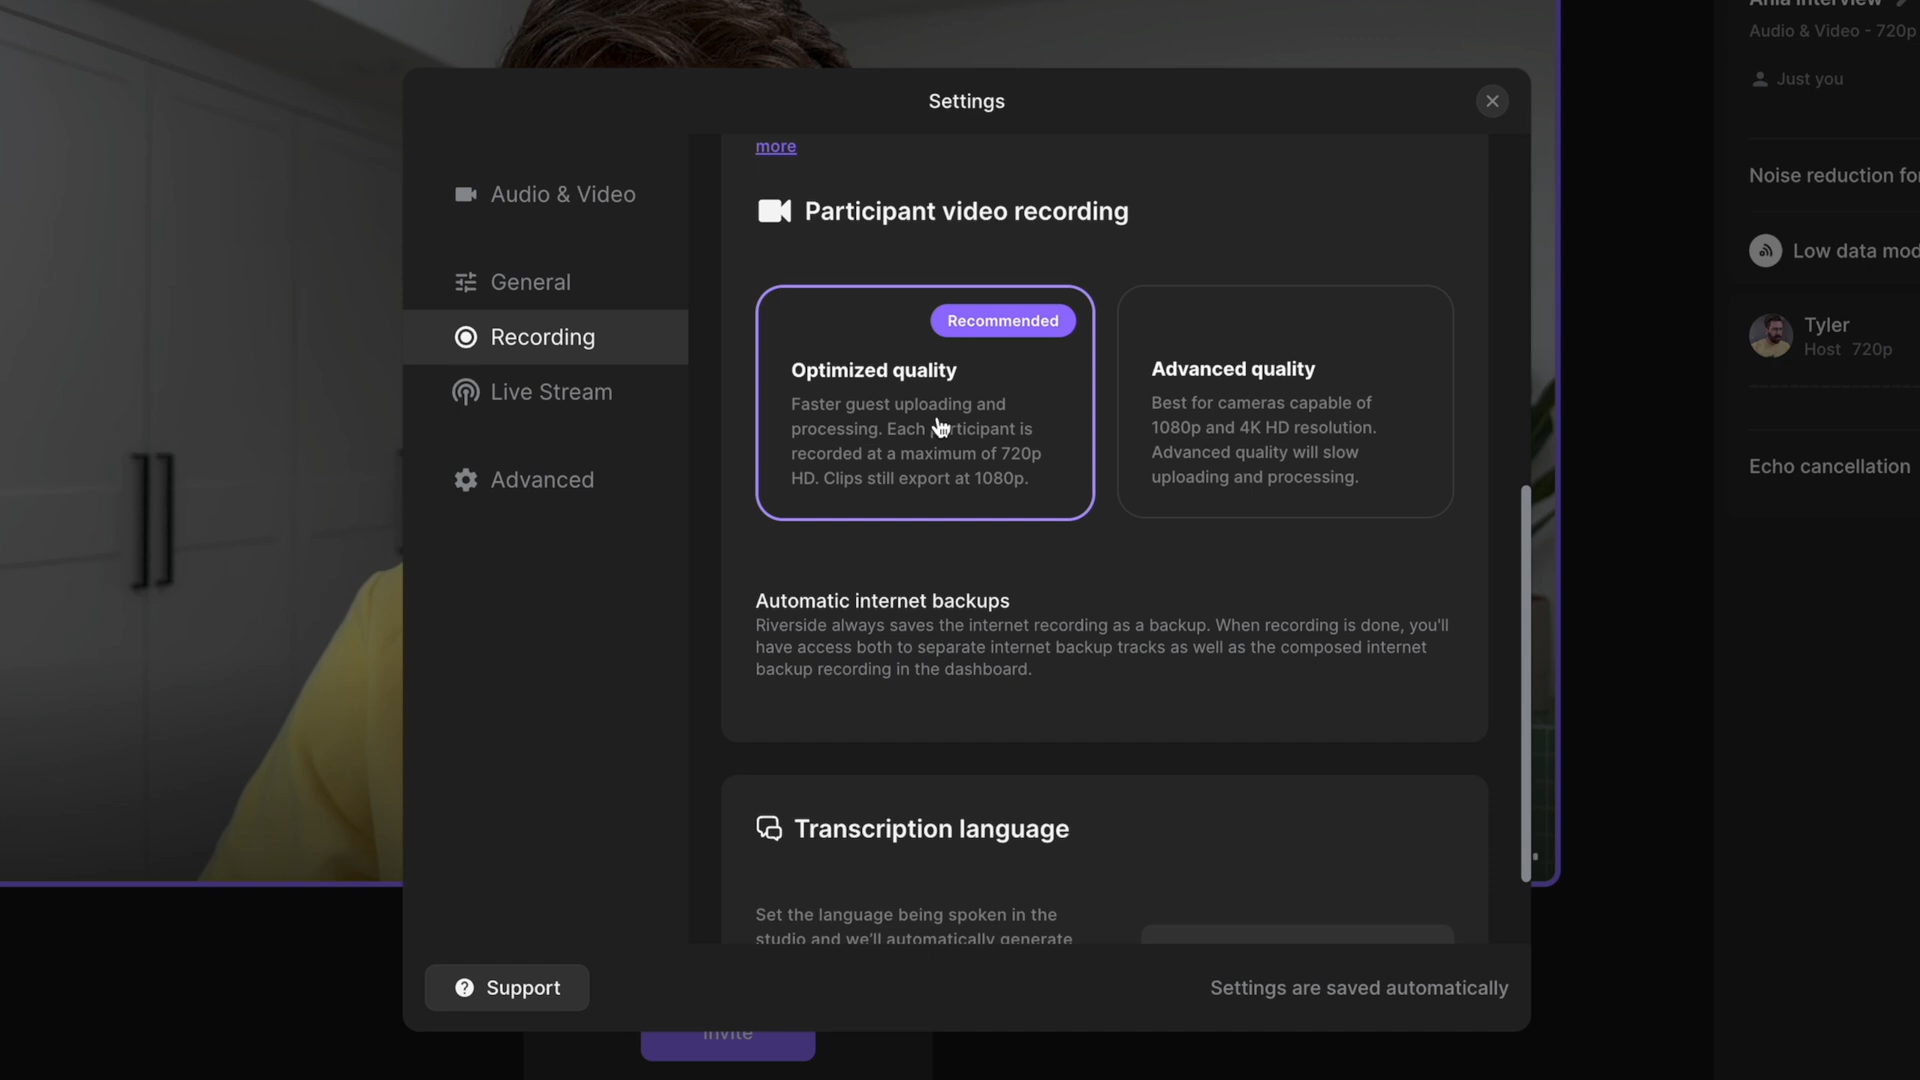 Settings
Audio & Video
General
Recording
Live Stream
Advanced
more
Participant video recording
Recommended
Optimized quality
Faster guest uploading and
processing. Each participant is
recorded at a maximum of 720p
HD. Clips still export at 1080p.
Advanced quality
Best for cameras capable of
1080p and 4K HD resolution.
Advanced quality will slow
uploading and processing.
Automatic internet backups
Riverside always saves the internet recording as a backup. When recording is done, you'll
have access both to separate internet backup tracks as well as the composed internet
backup recording in the dashboard.
Transcription language
Set the language being spoken in the
studio and we'll automatically generate
Support
Settings are saved automatically
Invite
Ania Interview
Audio & Video - 720p
Just you
Noise reduction fo
Low data mod
Tyler
Host 720p
Echo cancellation